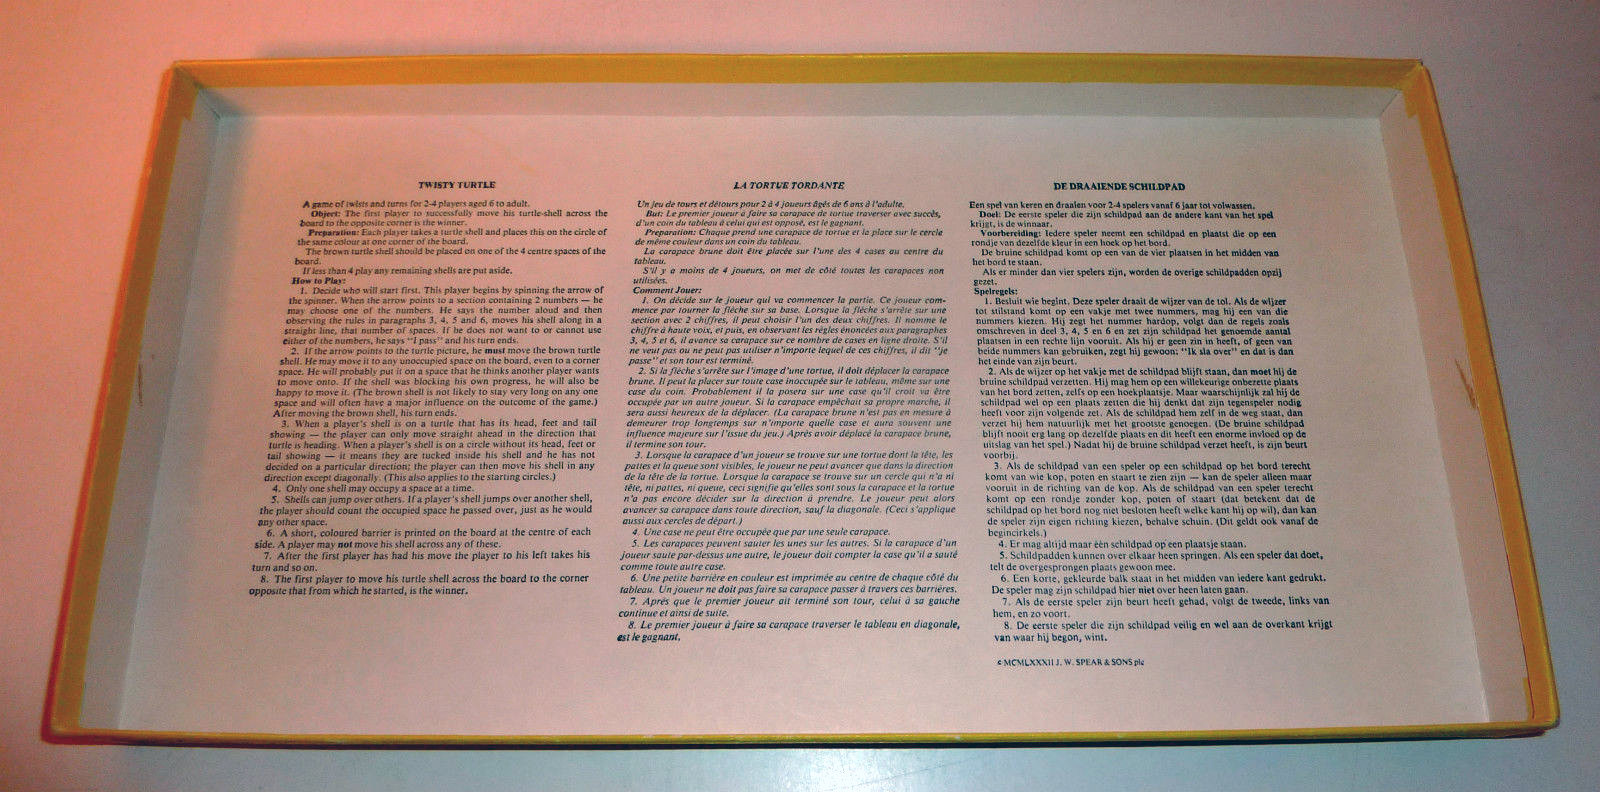 TWISTY TURTLE
A game of twists and turns for 2-4 players aged 6 to adult.
Object: The first player to successfully move his turtle-shell across the
board to the opposite corner is the winner.
Preparation: Each player takes a turtle shell and places this on the circle of
the same colour at one corner of the board.
The brown turtle shell should be placed on one of the 4 centre spaces of the
board.
If less than 4 play any remaining shells are put aside.
How to Play:
1. Decide who will start first. This player begins by spinning the arrow of
the spinner. When the arrow points to a section containing 2 numbers — he
may choose one of the numbers. He says the number aloud and then
observing the rules in paragraphs 3, 4, 5 and 6, moves his shell along in a
straight line, that number of spaces. If he does not want to or cannot use
either of the numbers, he says "I pass" and his turn ends.
2. If the arrow points to the turtle picture, he must move the brown turtle
shell. He may move it to any unoccupied space on the board, even to a corner
space. He will probably put it on a space that he thinks another player wants
to move onto. If the shell was blocking his own progress, he will also be
happy to move it. (The brown shell is not likely to stay very long on any one
space and will often have a major influence on the outcome of the game.)
After moving the brown shell, his turn ends.
3. When a player's shell is on a turtle that has its head, feet and tail
showing — the player can only move straight ahead in the direction that
turtle is heading. When a player's shell is on a circle without its head, feet or
tail showing — it means they are tucked inside his shell and he has not
decided on a particular direction; the player can then move his shell in any
direction except diagonally. (This also applies to the starting circles.)
4. Only one shell may occupy a space at a time.
5. Shells can jump over others. If a player's shell jumps over another shell,
the player should count the occupied space he passed over, just as he would
any other space.
6. A short, coloured barrier is printed on the board at the centre of each
side. A player may not move his shell across any of these.
7. After the first player has had his move the player to his left takes his
turn and so on.
8. The first player to move his turtle shell across the board to the corner
opposite that from which he started, is the winner.
LA TORTUE TORDANTE
Un jeu de tours et détours pour 2 à 4 joueurs âgés de 6 ans à l'adulte.
But: Le premier joueur à faire sa carapace de tortue traverser avec succès,
d'un coin du tableau à celui qui est opposé, est le gagnant.
Preparation: Chaque prend une carapace de tortue et la place sur le cercle
de même couleur dans un coin du tableau.
La carapace brune doit être placée sur l'une des 4 cases au centre du
tableau.
S'il y a moins de 4 joueurs, on met de côté toutes les carapaces non
utilisées.
Comment Jouer:
1. On décide sur le joueur qui va commencer la partie. Ce joueur com-
mence par tourner la flèche sur sa base. Lorsque la flèche s'arrête sur une
section avec 2 chiffres, il peut choisir l'un des deux chiffres. Il nomme le
chiffre à haute voix, et puis, en observant les règles énoncées aux paragraphes
3, 4, 5 et 6, il avance sa carapace sur ce nombre de cases en ligne droite. S'il
ne veut pas ou ne peut pas utiliser n'importe lequel de ces chiffres, il dit "je
passe" et son tour est terminé.
2. Si la flèche s'arrête sur l'image d'une tortue, il doit déplacer la carapace
brune. Il peut la placer sur toute case inoccupée sur le tableau, même sur une
case du coin. Probablement il la posera sur une case qu'il croit va être
occupée par un autre joueur. Si la carapace empêchait sa propre marche, il
sera aussi heureux de la déplacer. (La carapace brune n'est pas en mesure à
demeurer trop longtemps sur n'importe quelle case et aura souvent une
influence majeure sur l'issue du jeu.) Après avoir déplacé la carapace brune,
il termine son tour.
3. Lorsque la carapace d'un joueur se trouve sur une tortue dont la tête, les
pattes et la queue sont visibles, le joueur ne peut avancer que dans la direction
de la tête de la tortue. Lorsque la carapace se trouve sur un cercle qui n'a ni
tête, ni pattes, ni queue, ceci signifie qu'elles sont sous la carapace et la tortue
n'a pas encore décider sur la direction à prendre. Le joueur peut alors
avancer sa carapace dans toute direction, sauf la diagonale. (Ceci s'applique
aussi aux cercles de départ.)
4. Une case ne peut être occupée que par une seule carapace.
5. Les carapaces peuvent sauter les unes sur les autres. Si la carapace d'un
joueur saute par-dessus une autre, le joueur doit compter la case qu'il a sauté
comme toute autre case.
6. Une petite barrière en couleur est imprimée au centre de chaque côté du
tableau. Un joueur ne doit pas faire sa carapace passer à travers ces barrières.
7. Après que le premier joueur ait terminé son tour, celui à sa gauche
continue et ainsi de suite.
8. Le premier joueur à faire sa carapace traverser le tableau en diagonale,
est le gagnant.
DE DRAAIENDE SCHILDPAD
Een spel van keren en draaien voor 2-4 spelers vanaf 6 jaar tot volwassen.
Doel: De eerste speler die zijn schildpad aan de andere kant van het spel
krijgt, is de winnaar.
Voorbereiding: Iedere speler neemt een schildpad en plaatst die op een
rondje van dezelfde kleur in een hoek op het bord.
De bruine schildpad komt op een van de vier plaatsen in het midden van
het bord te staan.
Als er minder dan vier spelers zijn, worden de overige schildpadden opzij
gezet.
Spelregels:
1. Besluit wie begint. Deze speler draait de wijzer van de tol. Als de wijzer
tot stilstand komt op een vakje met twee nummers, mag hij een van die
nummers kiezen. Hij zegt het nummer hardop, volgt dan de regels zoals
omschreven in deel 3, 4, 5 en 6 en zet zijn schildpad het genoemde aantal
plaatsen in een rechte lijn vooruit. Als hij er geen zin in heeft, of geen van
beide nummers kan gebruiken, zegt hij gewoon; "Ik sla over" en dat is dan
het einde van zijn beurt.
2. Als de wijzer op het vakje met de schildpad blijft staan, dan moet hij de
bruine schildpad verzetten. Hij mag hem op een willekeurige onbezette plaats
van het bord zetten, zelfs op een hoekplaatsje. Maar waarschijnlijk zal hij de
schildpad wel op een plaats zetten die hij denkt dat zijn tegenspeler nodig
heeft voor zijn volgende zet. Als de schildpad hem zelf in de weg staat, dan
verzet hij hem natuurlijk met het grootste genoegen. (De bruine schildpad
blijft nooit erg lang op dezelfde plaats en dit heeft een enorme invloed op de
uitslag van het spel.) Nadat hij de bruine schildpad verzet heeft, is zijn beurt
voorbij.
3. Als de schildpad van een speler op een schildpad op het bord terecht
komt van wie kop, poten en staart te zien zijn — kan de speler alleen maar
vooruit in de richting van de kop. Als de schildpad van een speler terecht
komt op een rondje zonder kop, poten of staart (dat betekent dat de
schildpad op het bord nog niet besloten heeft welke kant hij op wil), dan kan
de speler zijn eigen richting kiezen, behalve schuin. (Dit geldt ook vanaf de
begincirkels.)
4. Er mag altijd maar één schildpad op een plaatsje staan.
5. Schildpadden kunnen over elkaar heen springen. Als een speler dat doet,
telt de overgesprongen plaats gewoon mee.
6. Een korte, gekleurde balk staat in het midden van iedere kant gedrukt.
De speler mag zijn schildpad hier niet over heen laten gaan.
7. Als de eerste speler zijn beurt heeft gehad, volgt de tweede, links van
hem, en zo voort.
8. De eerste speler die zijn schildpad veilig en wel aan de overkant krijgt
van waar hij begon, wint.
© MCMLXXXII J. W. SPEAR & SONS plc